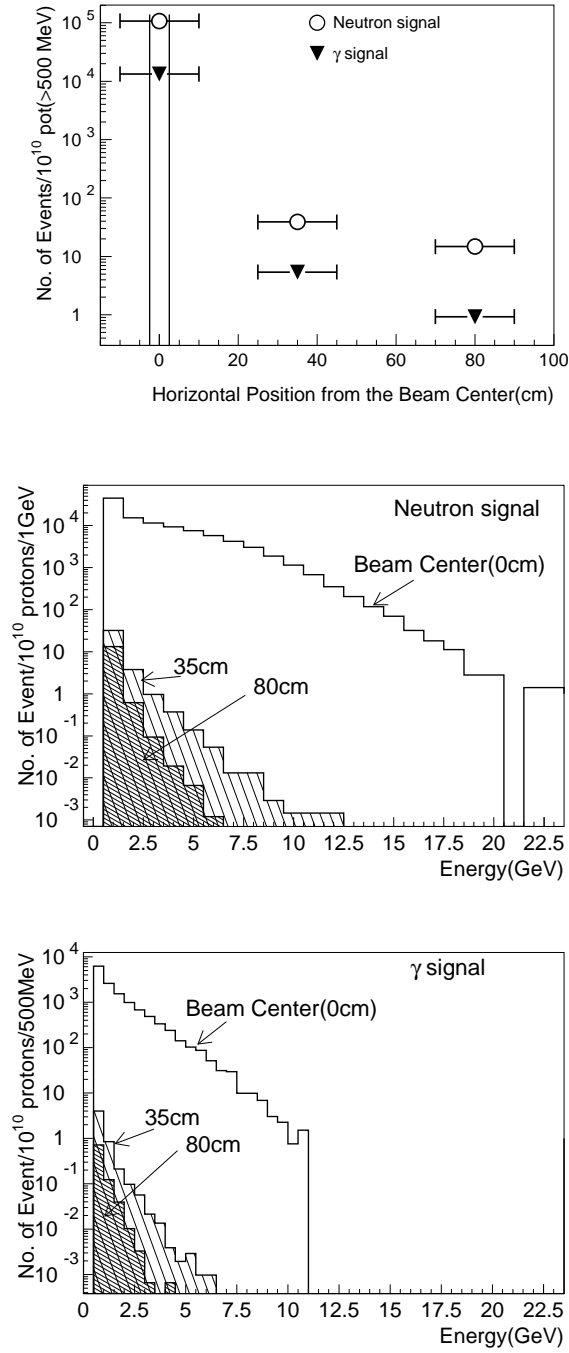 No. of Events/10^10 pot(>500 MeV)
10^5
10^4
10^3
10^2
10
1
Neutron signal
γ signal
0 20 40 60 80 100
Horizontal Position from the Beam Center(cm)
No. of Event/10^10 protons/1GeV
10^4
10^3
10^2
10
1
10^-1
10^-2
10^-3
Neutron signal
Beam Center(0cm)
35cm
80cm
0 2.5 5 7.5 10 12.5 15 17.5 20 22.5
Energy(GeV)
No. of Event/10^10 protons/500MeV
10^4
10^3
10^2
10
1
10^-1
10^-2
10^-3
γ signal
Beam Center(0cm)
35cm
80cm
0 2.5 5 7.5 10 12.5 15 17.5 20 22.5
Energy(GeV)